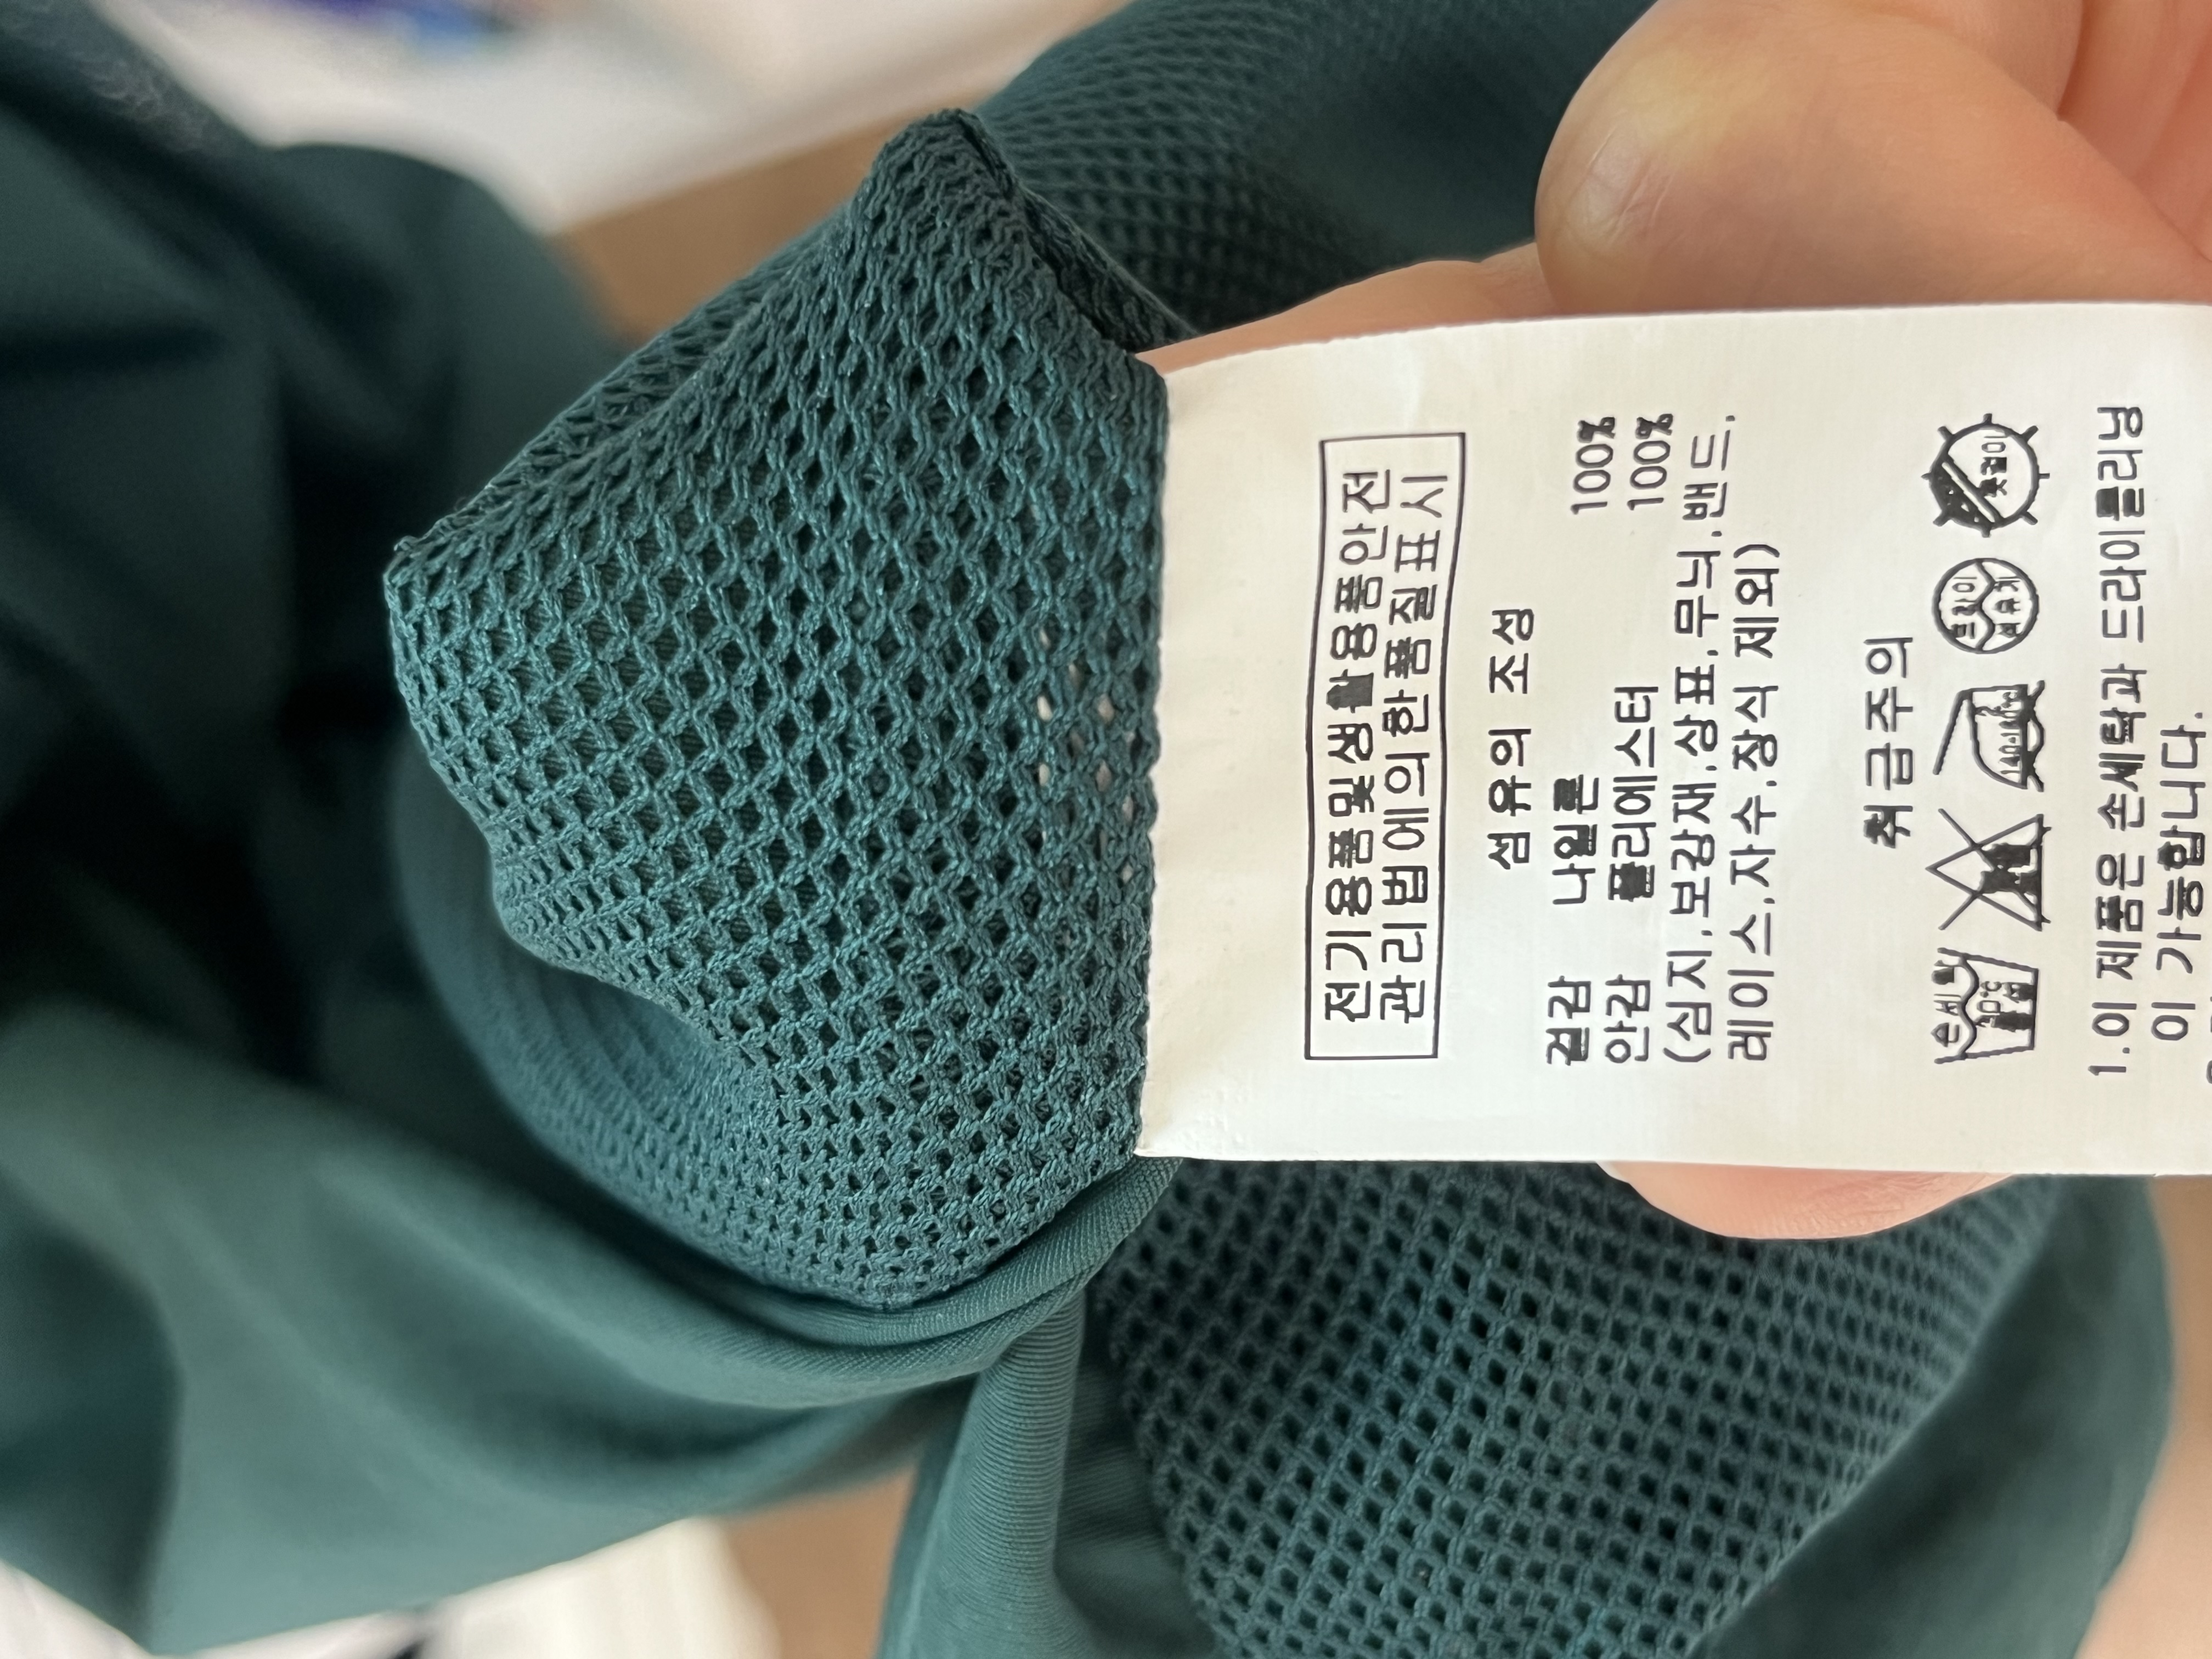 전기용품및생활용품안전
관리법에의한품질표시
섬유의 조성
겉감 나일론 100%
안감 폴리에스터 100%
(심지,보강재,상표,무늬,밴드,
레이스,자수,장식 제외)
취급주의
손세탁 드라이
30℃ 140-160℃ 석유계 옷걸이
1.이 제품은 손세탁과 드라이클리닝
이 가능합니다.